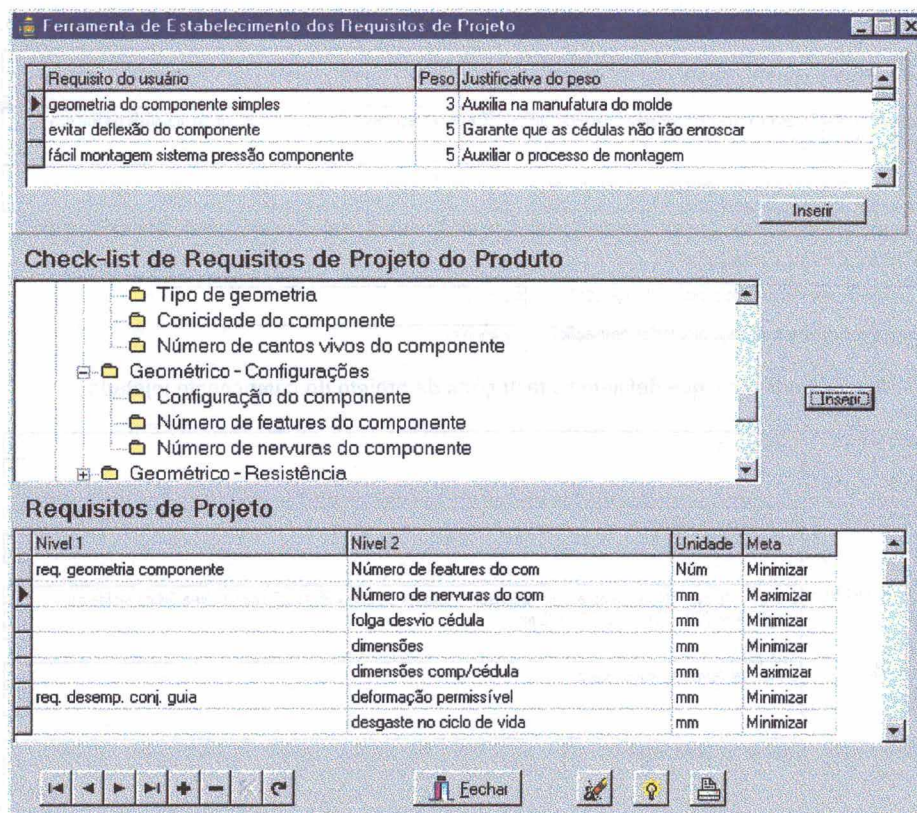 Ferramenta de Estabelecimento dos Requisitos de Projeto
Requisito do usuário Peso Justificativa do peso
geometria do componente simples 3 Auxilia na manufatura do molde
evitar deflexão do componente 5 Garante que as cédulas não irão enroscar
fácil montagem sistema pressão componente 5 Auxiliar o processo de montagem
Inserir
Check-list de Requisitos de Projeto do Produto
Tipo de geometria
Conicidade do componente
Número de cantos vivos do componente
Geométrico - Configurações
Configuração do componente
Número de features do componente
Número de nervuras do componente
Geométrico - Resistência
Inserir
Requisitos de Projeto
Nivel 1 Nivel 2 Unidade Meta
req. geometria componente Número de features do com Núm Minimizar
Número de nervuras do com mm Maximizar
folga desvio cédula mm Minimizar
dimensões mm Minimizar
dimensões comp/cédula mm Maximizar
req. desemp. conj. guia deformação permissível mm Minimizar
desgaste no ciclo de vida mm Minimizar
Fechar